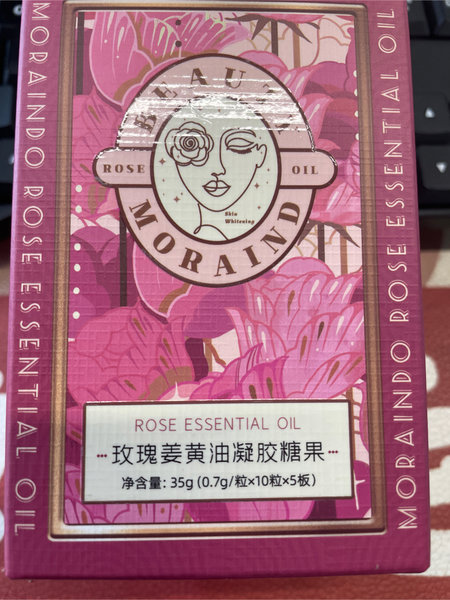 MORAINDO ROSE ESSENTIAL OIL
BEAUTY
ROSE OIL
Skin
Whitening
MORAIND
ROSE ESSENTIAL OIL
玫瑰姜黄油凝胶糖果
净含量: 35g (0.7g/粒×10粒×5板)
MORAINDO ROSE ESSENTIAL OIL